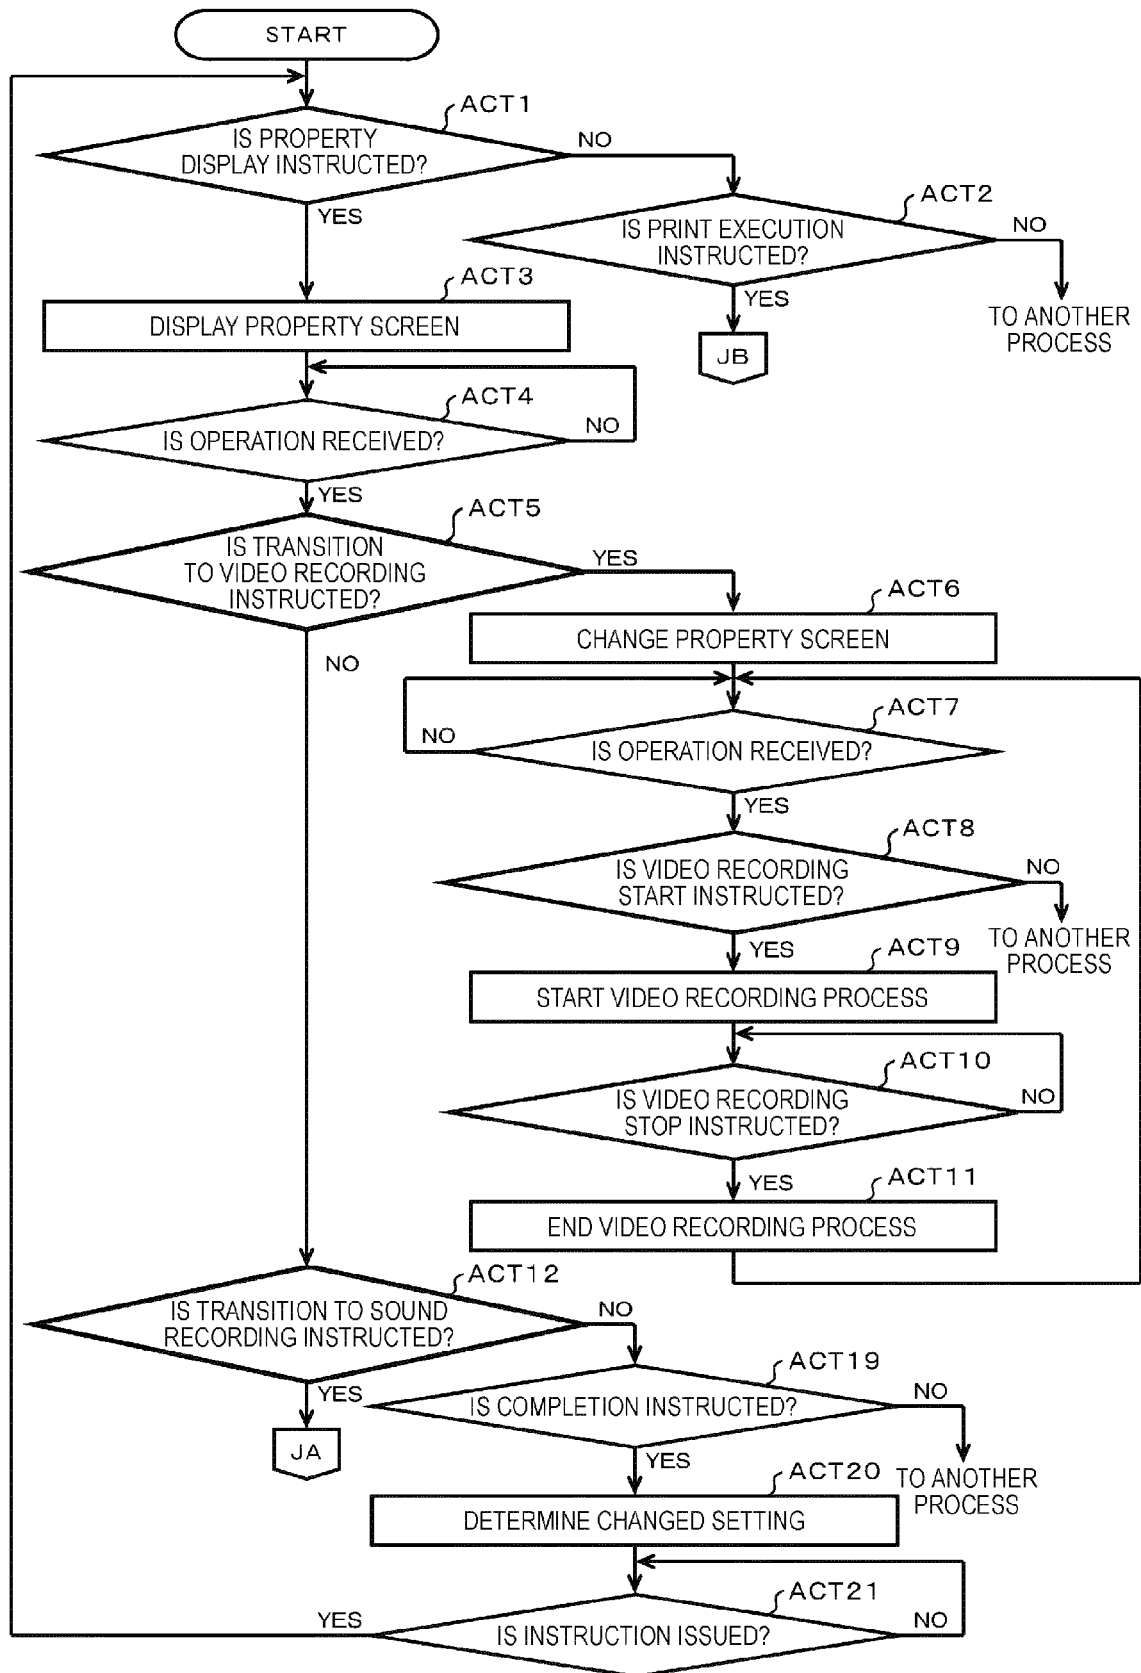 START
ACT1
IS PROPERTY
DISPLAY INSTRUCTED?
NO
YES
ACT2
IS PRINT EXECUTION
INSTRUCTED?
NO
YES
TO ANOTHER
PROCESS
JB
ACT3
DISPLAY PROPERTY SCREEN
ACT4
IS OPERATION RECEIVED?
NO
YES
ACT5
IS TRANSITION
TO VIDEO RECORDING
INSTRUCTED?
YES
NO
ACT6
CHANGE PROPERTY SCREEN
ACT7
IS OPERATION RECEIVED?
NO
YES
ACT8
IS VIDEO RECORDING
START INSTRUCTED?
NO
YES
TO ANOTHER
PROCESS
ACT9
START VIDEO RECORDING PROCESS
ACT10
IS VIDEO RECORDING
STOP INSTRUCTED?
NO
YES
ACT11
END VIDEO RECORDING PROCESS
ACT12
IS TRANSITION TO SOUND
RECORDING INSTRUCTED?
NO
YES
JA
ACT19
IS COMPLETION INSTRUCTED?
NO
YES
TO ANOTHER
PROCESS
ACT20
DETERMINE CHANGED SETTING
ACT21
IS INSTRUCTION ISSUED?
YES
NO